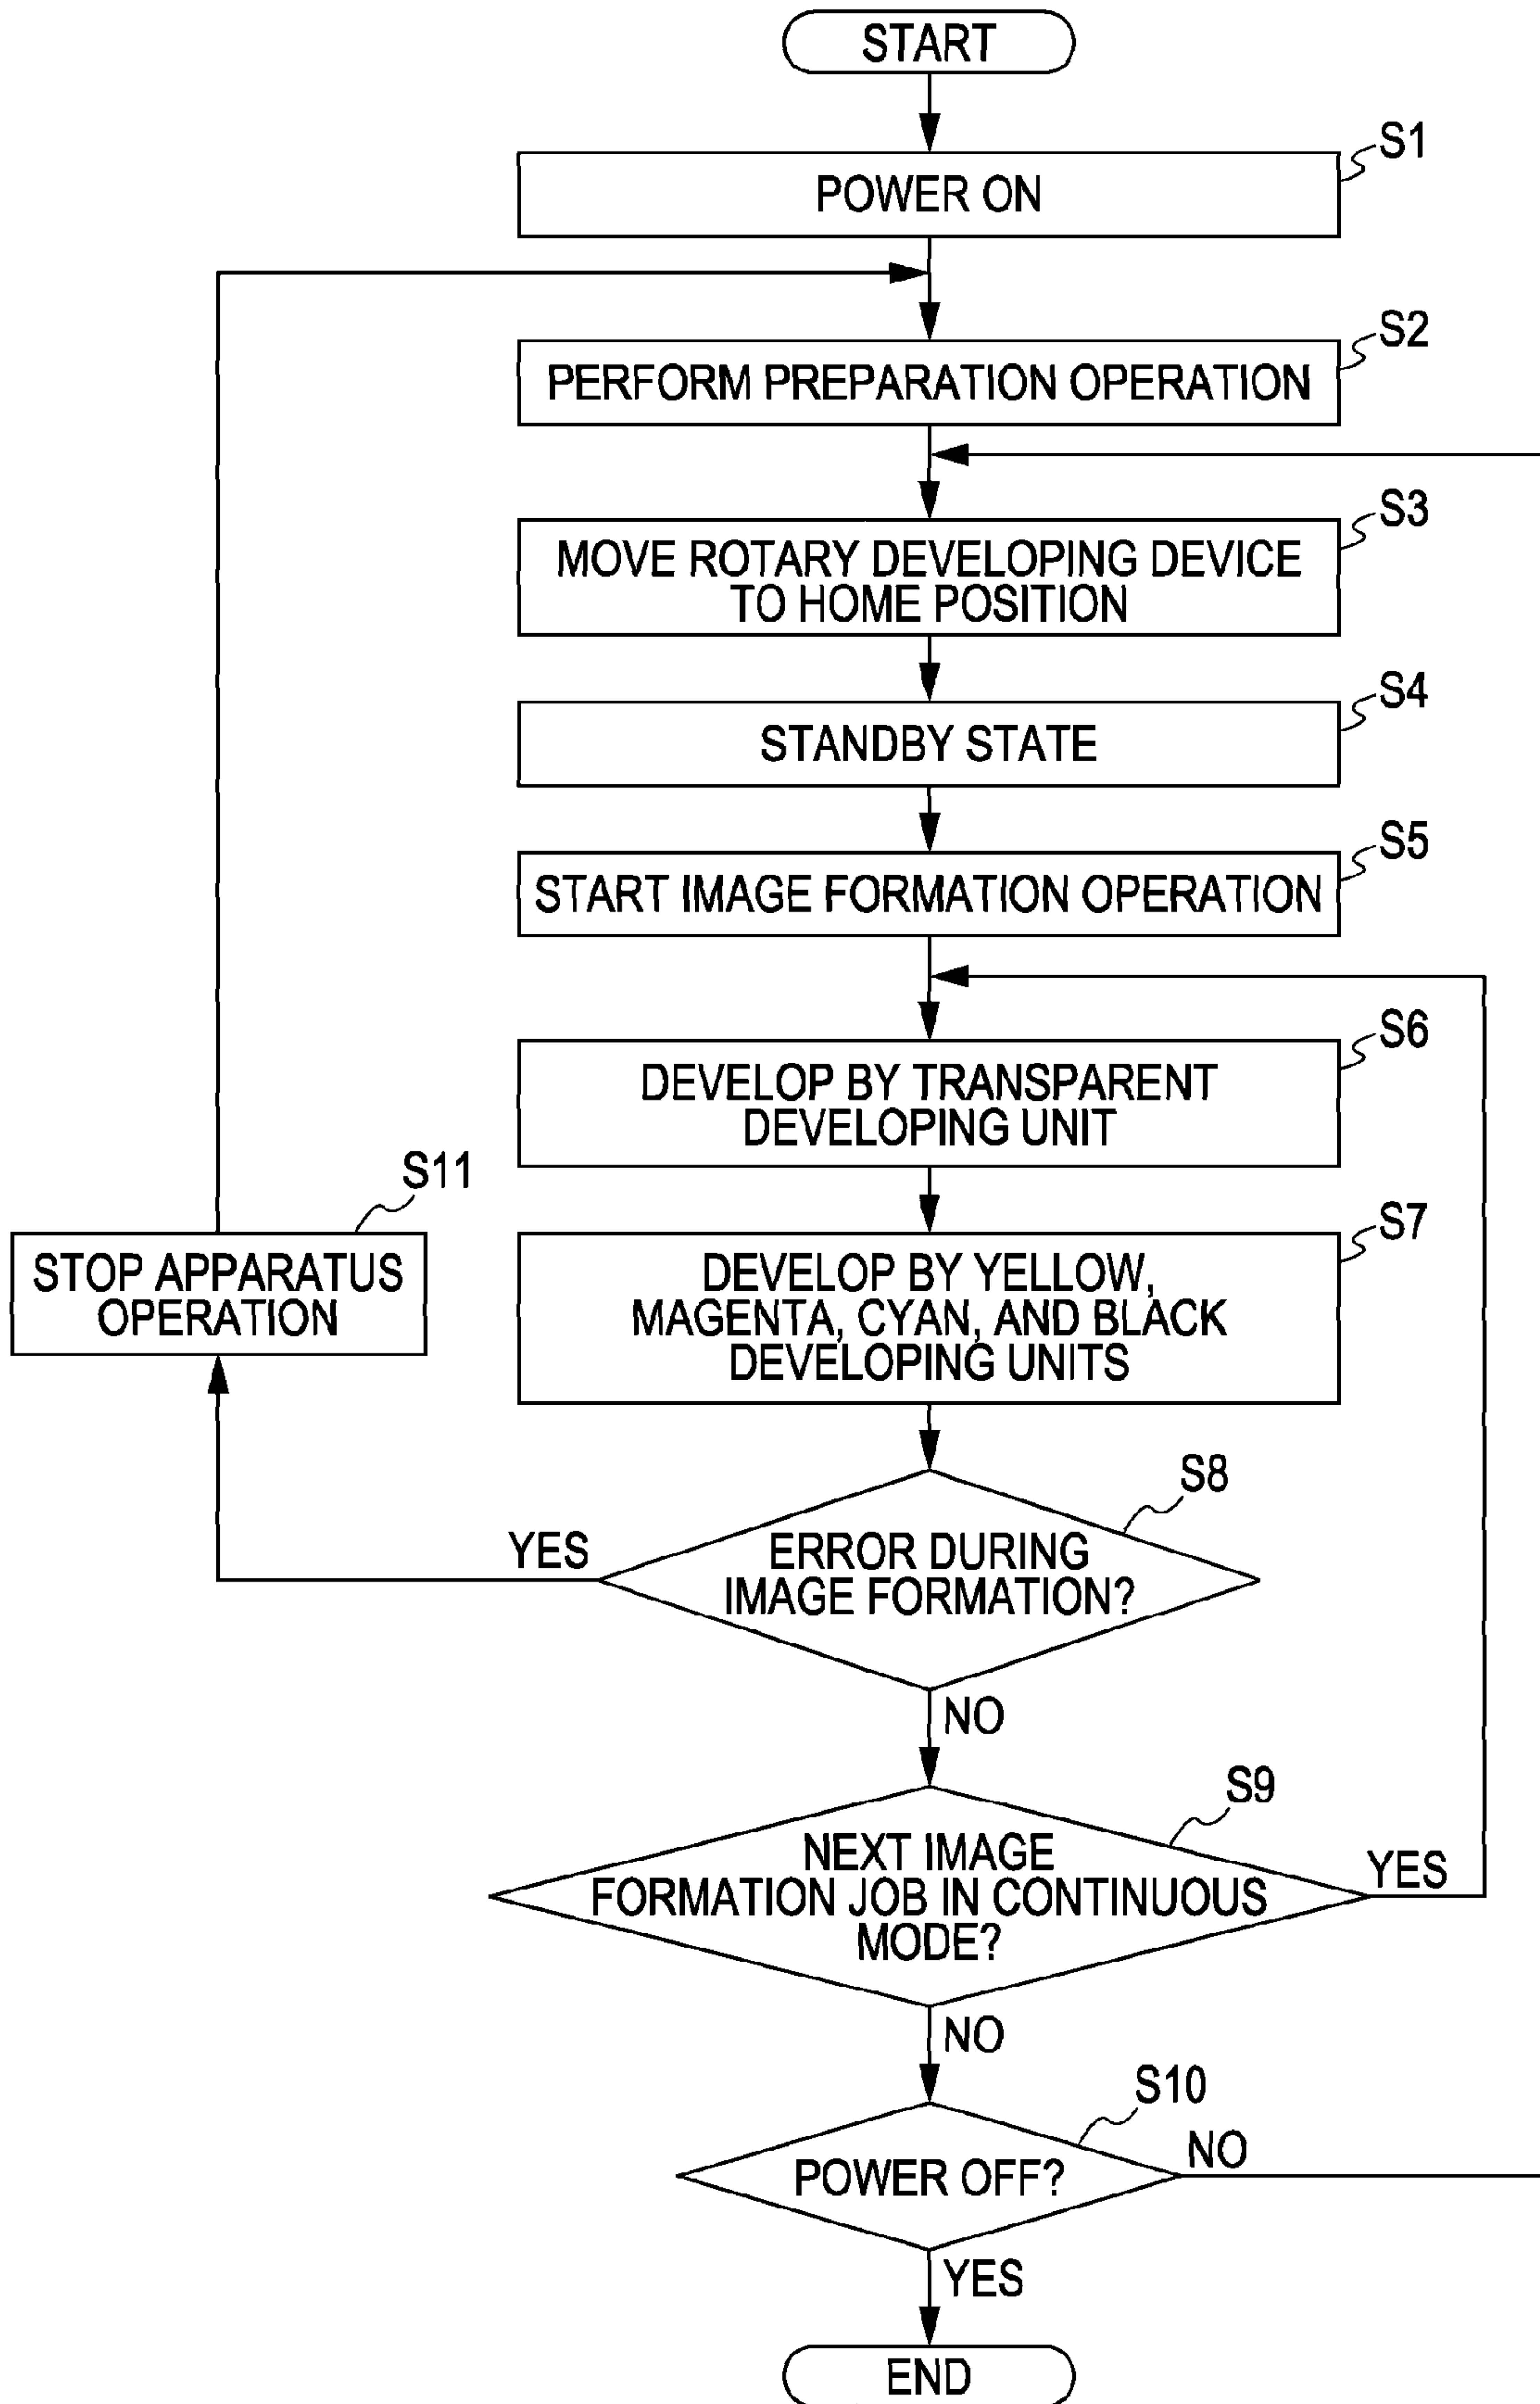 START
S1
POWER ON
S2
PERFORM PREPARATION OPERATION
S3
MOVE ROTARY DEVELOPING DEVICE
TO HOME POSITION
S4
STANDBY STATE
S5
START IMAGE FORMATION OPERATION
S6
DEVELOP BY TRANSPARENT
DEVELOPING UNIT
S11
STOP APPARATUS
OPERATION
S7
DEVELOP BY YELLOW,
MAGENTA, CYAN, AND BLACK
DEVELOPING UNITS
S8
YES
ERROR DURING
IMAGE FORMATION?
NO
S9
NEXT IMAGE
FORMATION JOB IN CONTINUOUS
MODE?
YES
NO
S10
POWER OFF?
NO
YES
END